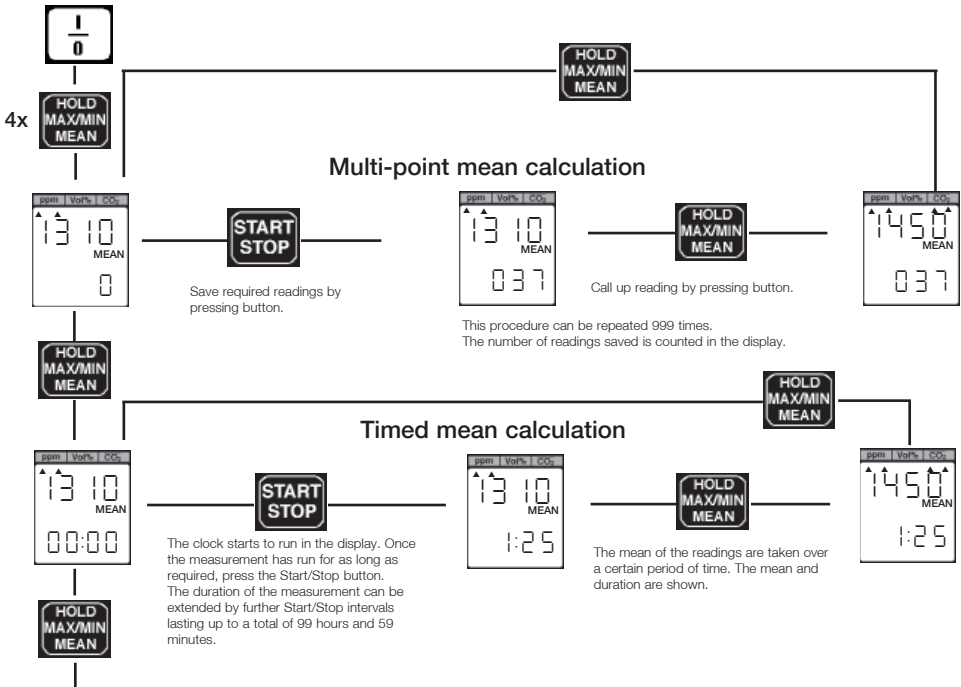 I
0
HOLD
MAX/MIN
MEAN
4x
HOLD
MAX/MIN
MEAN
Multi-point mean calculation
ppm Vol% CO₂
1310
MEAN
0
START
STOP
Save required readings by
pressing button.
ppm Vol% CO₂
1310
MEAN
037
HOLD
MAX/MIN
MEAN
Call up reading by pressing button.
ppm Vol% CO₂
1450
MEAN
037
This procedure can be repeated 999 times.
The number of readings saved is counted in the display.
HOLD
MAX/MIN
MEAN
HOLD
MAX/MIN
MEAN
Timed mean calculation
ppm Vol% CO₂
1310
MEAN
00:00
START
STOP
The clock starts to run in the display. Once
the measurement has run for as long as
required, press the Start/Stop button.
The duration of the measurement can be
extended by further Start/Stop intervals
lasting up to a total of 99 hours and 59
minutes.
ppm Vol% CO₂
1310
MEAN
1:25
HOLD
MAX/MIN
MEAN
The mean of the readings are taken over
a certain period of time. The mean and
duration are shown.
ppm Vol% CO₂
1450
MEAN
1:25
HOLD
MAX/MIN
MEAN